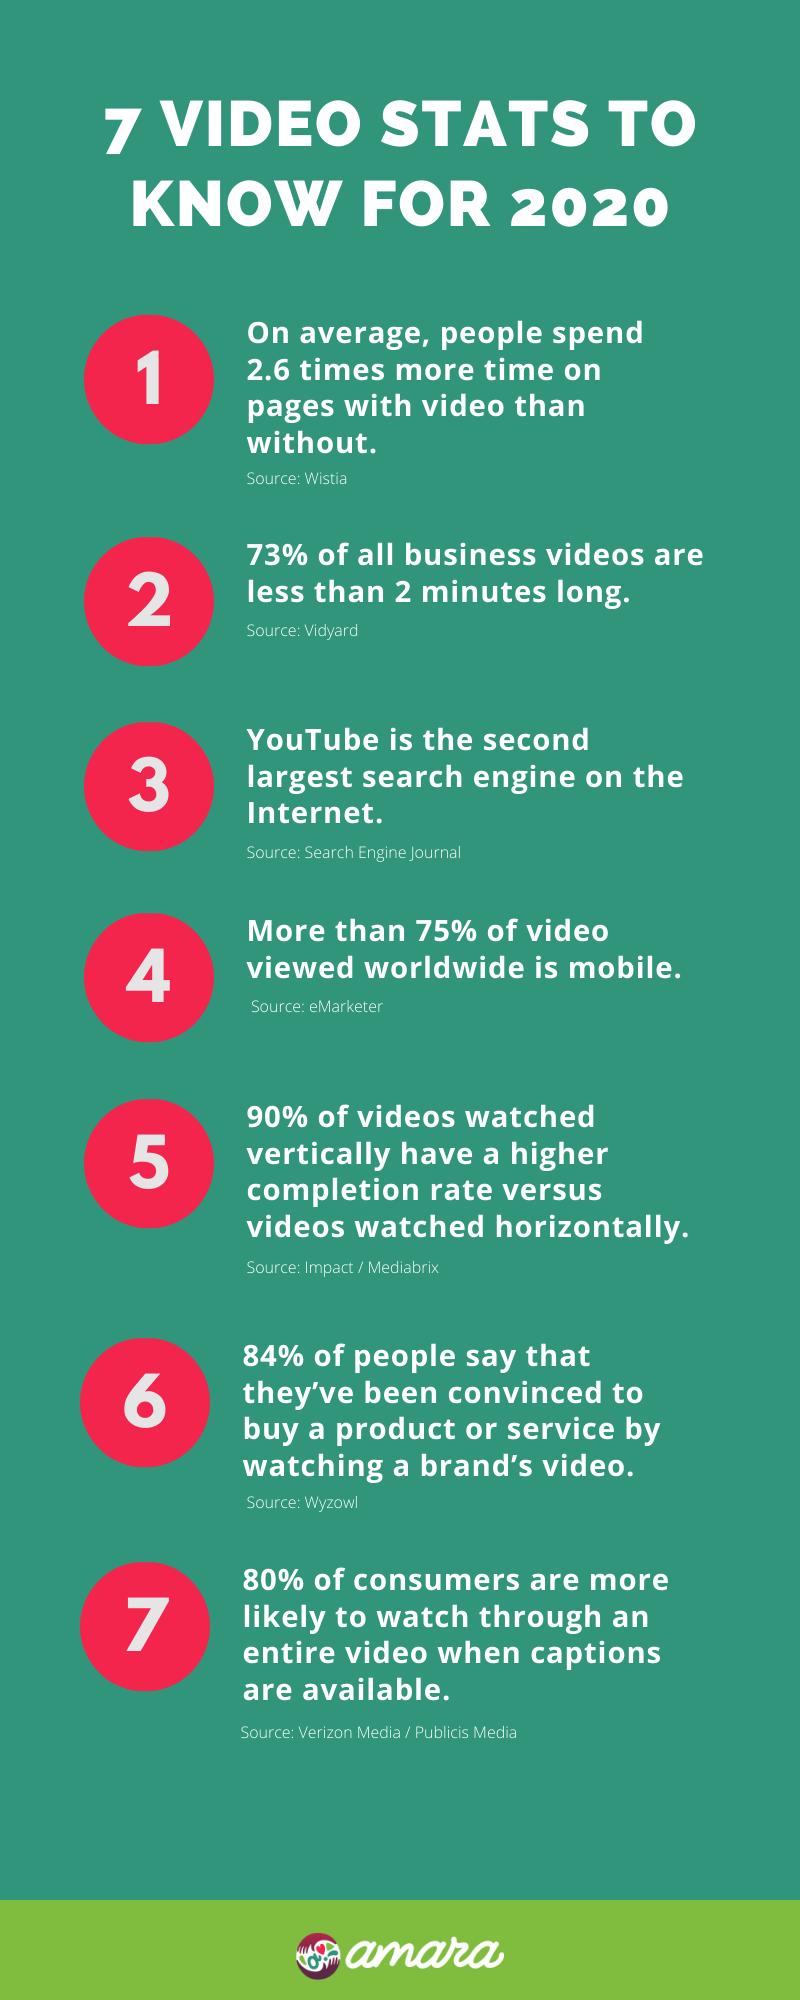 7 VIDEO STATS TO
KNOW FOR 2020
1
On average, people spend
2.6 times more time on
pages with video than
without.
Source: Wistia
2
73% of all business videos are
less than 2 minutes long.
Source: Vidyard
3
YouTube is the second
largest search engine on the
Internet.
Source: Search Engine Journal
4
More than 75% of video
viewed worldwide is mobile.
Source: eMarketer
5
90% of videos watched
vertically have a higher
completion rate versus
videos watched horizontally.
Source: Impact / Mediabrix
6
84% of people say that
they’ve been convinced to
buy a product or service by
watching a brand’s video.
Source: Wyzowl
7
80% of consumers are more
likely to watch through an
entire video when captions
are available.
Source: Verizon Media / Publicis Media
amara